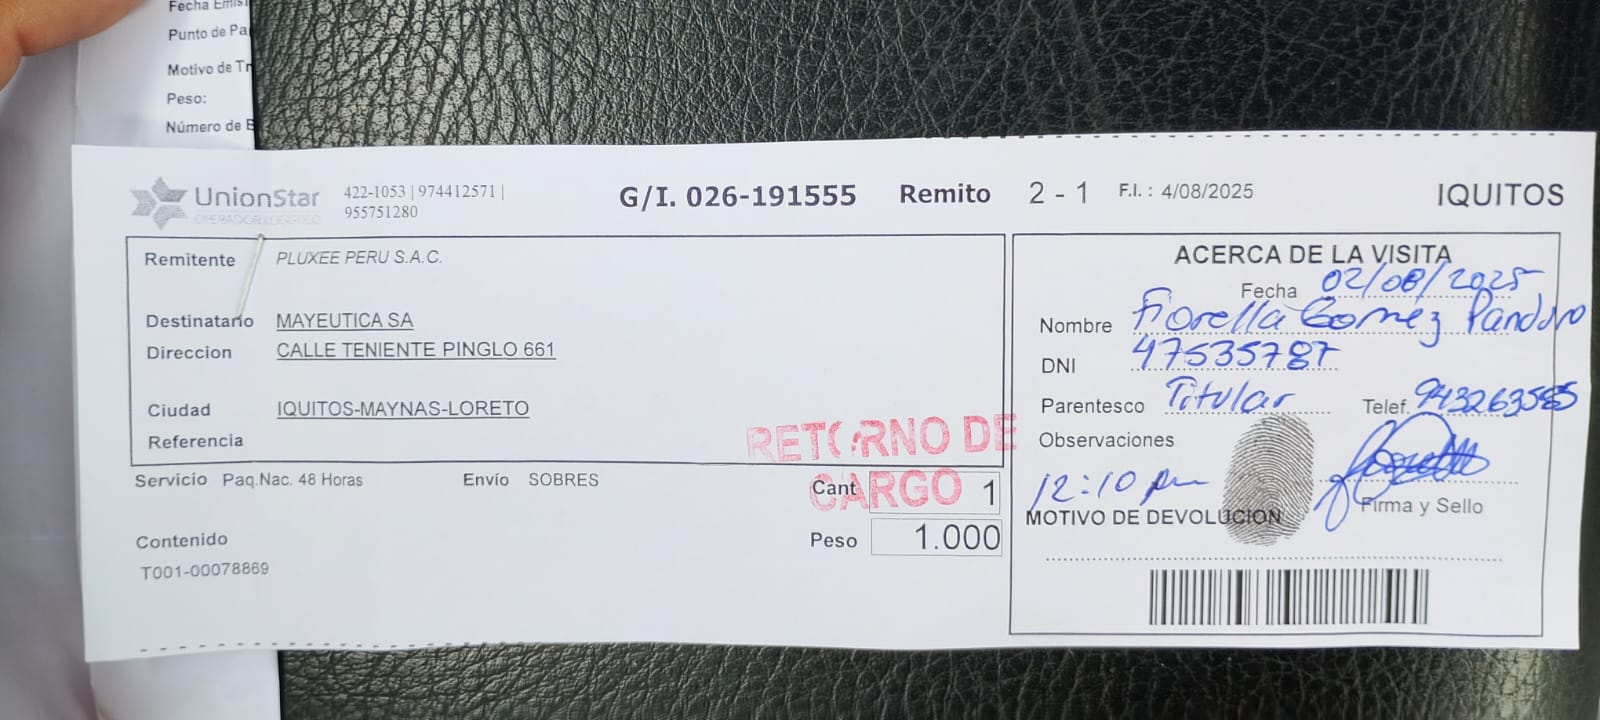 Fecha Emisi
Punto de Pa
Motivo de Tr
Peso:
Número de
UnionStar
OPERADOR LOGISTICO
422-1053 | 974412571 |
955751280
G/I. 026-191555 Remito 2 - 1 F.I. : 4/08/2025 IQUITOS
Remitente PLUXEE PERU S.A.C.
Destinatario MAYEUTICA SA
Direccion CALLE TENIENTE PINGLO 661
Ciudad IQUITOS-MAYNAS-LORETO
Referencia
RETORNO DE
CARGO
Servicio Paq.Nac. 48 Horas Envío SOBRES Cant 1
Peso 1.000
Contenido
T001-00078869
ACERCA DE LA VISITA
Fecha 02/08/2025
Nombre Fiorella Gomez Panduro
DNI 47535787
Parentesco Titular Telef.
Observaciones
12:10 pm
Firma y Sello
MOTIVO DE DEVOLUCION